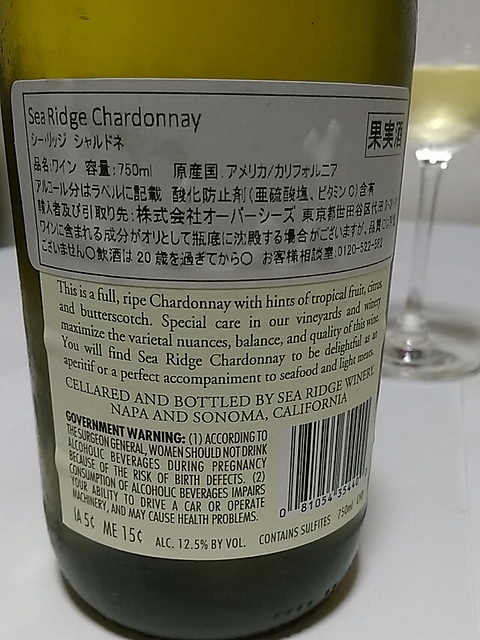 Sea Ridge Chardonnay
シー・リッジ シャルドネ
果実酒
品名:ワイン 容量:750ml 原産国 アメリカ/カリフォルニア
アルコール分はラベルに記載 酸化防止剤(亜硫酸塩、ビタミンC)含有
輸入者及び引取り先:株式会社オーバーシーズ 東京都世田谷区代田
ワインに含まれる成分がオリとして瓶底に沈殿する場合がございますが、品質には
ございません〇飲酒は20歳を過ぎてから〇 お客様相談室:0120-522-582
This is a full, ripe Chardonnay with hints of tropical fruit, citrus
and butterscotch. Special care in our vineyards and winery
maximize the varietal nuances, balance, and quality of this wine.
You will find Sea Ridge Chardonnay to be delightful as an
aperitif or a perfect accompaniment to seafood and light meats.
CELLARED AND BOTTLED BY SEA RIDGE WINERY,
NAPA AND SONOMA, CALIFORNIA
GOVERNMENT WARNING: (1) ACCORDING TO
THE SURGEON GENERAL, WOMEN SHOULD NOT DRINK
ALCOHOLIC BEVERAGES DURING PREGNANCY
BECAUSE OF THE RISK OF BIRTH DEFECTS. (2)
CONSUMPTION OF ALCOHOLIC BEVERAGES IMPAIRS
YOUR ABILITY TO DRIVE A CAR OR OPERATE
MACHINERY, AND MAY CAUSE HEALTH PROBLEMS.
0 81054 35440
750ml
IA 5¢ ME 15¢ ALC. 12.5% BY VOL. CONTAINS SULFITES